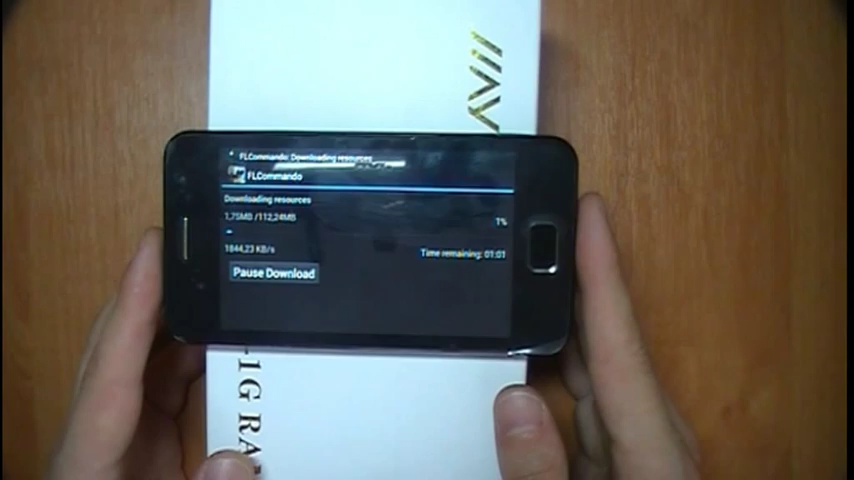 FLCommando: Downloading resources
FLCommando
Downloading resources
1,75MB /112,24MB
1%
1844,23 KB/s
Time remaining: 01:01
Pause Download